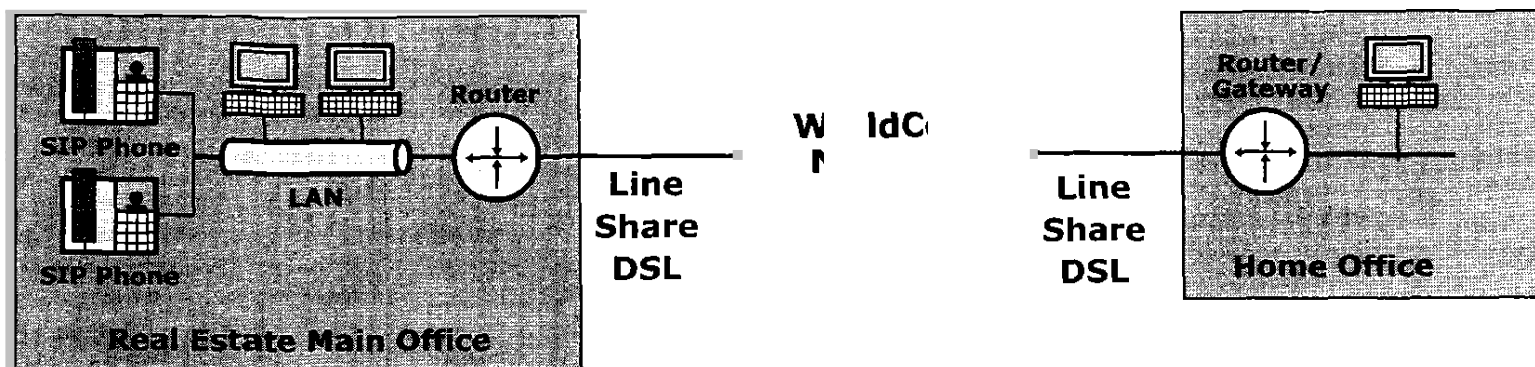 SIP Phone
SIP Phone
LAN
Router
Real Estate Main Office
Line
Share
DSL
Line
Share
DSL
Router/
Gateway
Home Office